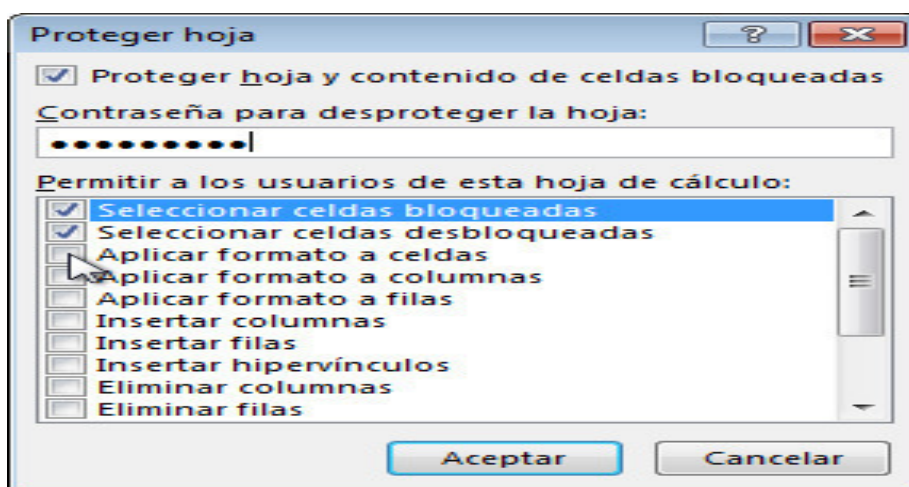 Proteger hoja
Proteger hoja y contenido de celdas bloqueadas
Contraseña para desproteger la hoja:
•••••••••
Permitir a los usuarios de esta hoja de cálculo:
Seleccionar celdas bloqueadas
Seleccionar celdas desbloqueadas
Aplicar formato a celdas
Aplicar formato a columnas
Aplicar formato a filas
Insertar columnas
Insertar filas
Insertar hipervínculos
Eliminar columnas
Eliminar filas
Aceptar Cancelar